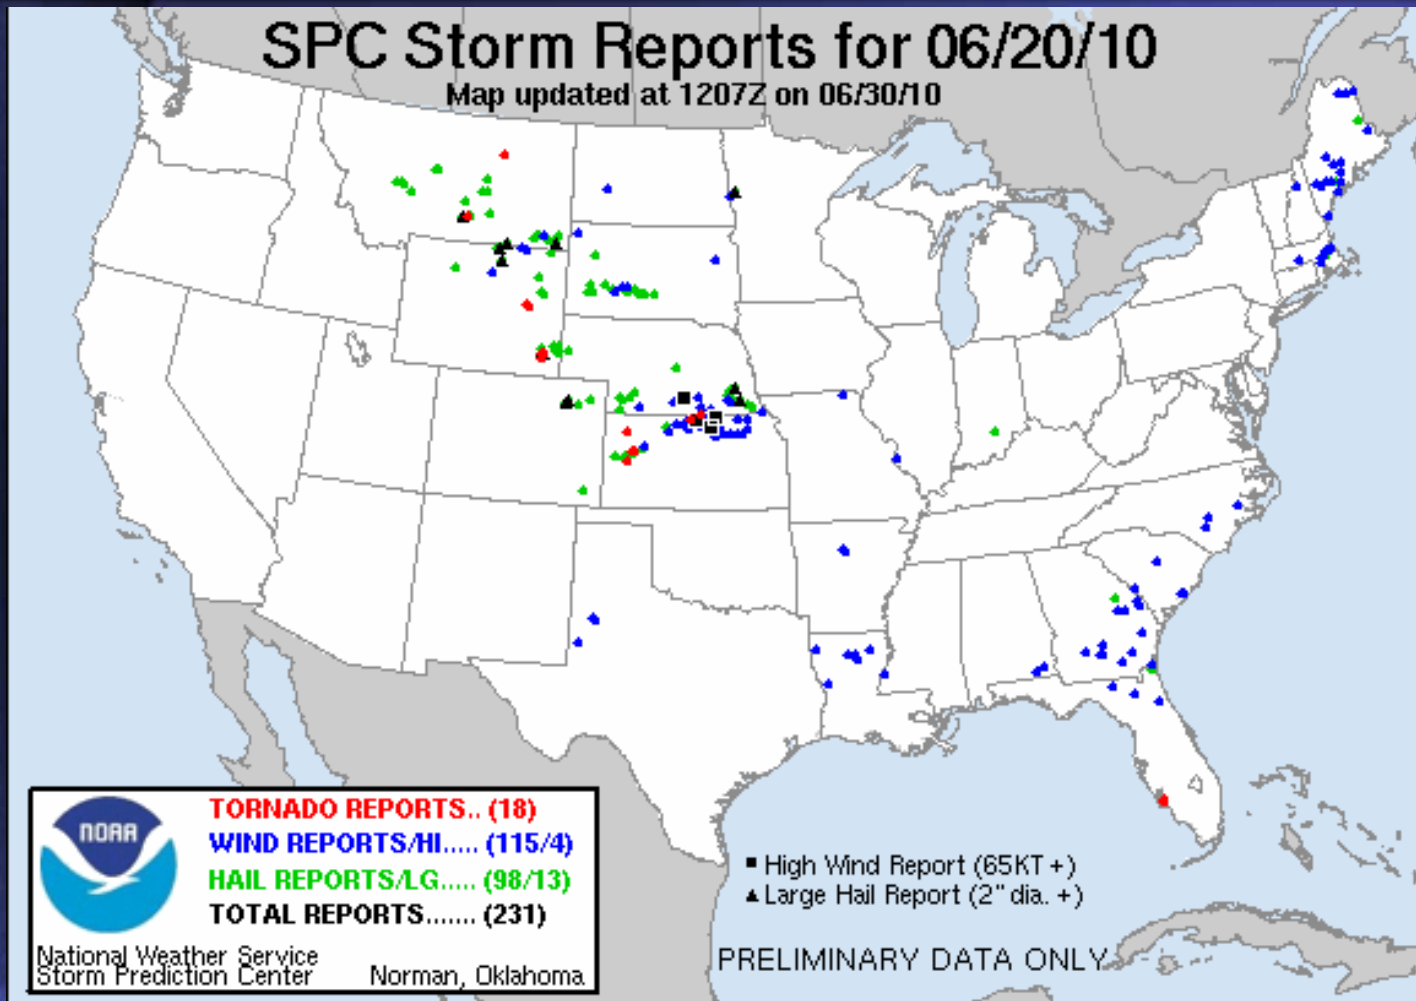 SPC Storm Reports for 06/20/10
Map updated at 1207Z on 06/30/10
NOAA
TORNADO REPORTS.. (18)
WIND REPORTS/HI..... (115/4)
HAIL REPORTS/LG..... (98/13)
TOTAL REPORTS....... (231)
National Weather Service
Storm Prediction Center Norman, Oklahoma
High Wind Report (65KT +)
Large Hail Report (2" dia. +)
PRELIMINARY DATA ONLY